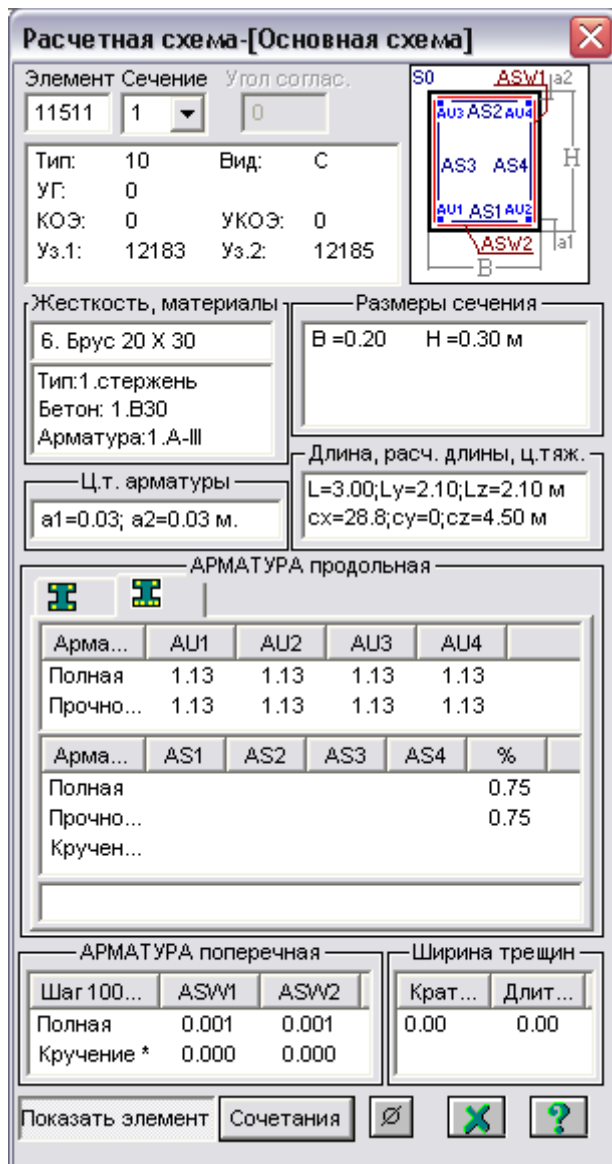 Расчетная схема-[Основная схема]
Элемент Сечение Угол соглас.
11511 1 0
S0 ASW1 a2
AU3 AS2 AU4
AS3 AS4 H
AU1 AS1 AU2
ASW2 a1
B
Тип: 10 Вид: С
УГ: 0
КОЭ: 0 УКОЭ: 0
Уз.1: 12183 Уз.2: 12185
Жесткость, материалы
6. Брус 20 X 30
Тип:1.стержень
Бетон: 1.B30
Арматура:1.A-III
Размеры сечения
B =0.20 H =0.30 м
Ц.т. арматуры
a1=0.03; a2=0.03 м.
Длина, расч. длины, ц.тяж.
L=3.00;Ly=2.10;Lz=2.10 м
cx=28.8;cy=0;cz=4.50 м
АРМАТУРА продольная
Арма... AU1 AU2 AU3 AU4
Полная 1.13 1.13 1.13 1.13
Прочно... 1.13 1.13 1.13 1.13
Арма... AS1 AS2 AS3 AS4 %
Полная 0.75
Прочно... 0.75
Кручен...
АРМАТУРА поперечная
Шаг 100... ASW1 ASW2
Полная 0.001 0.001
Кручение * 0.000 0.000
Ширина трещин
Крат... Длит...
0.00 0.00
Показать элемент Сочетания Ø ?